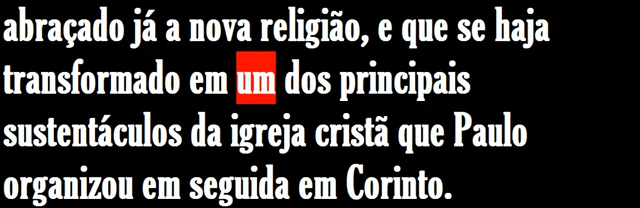 abraçado já a nova religião, e que se haja
transformado em um dos principais
sustentáculos da igreja cristã que Paulo
organizou em seguida em Corinto.